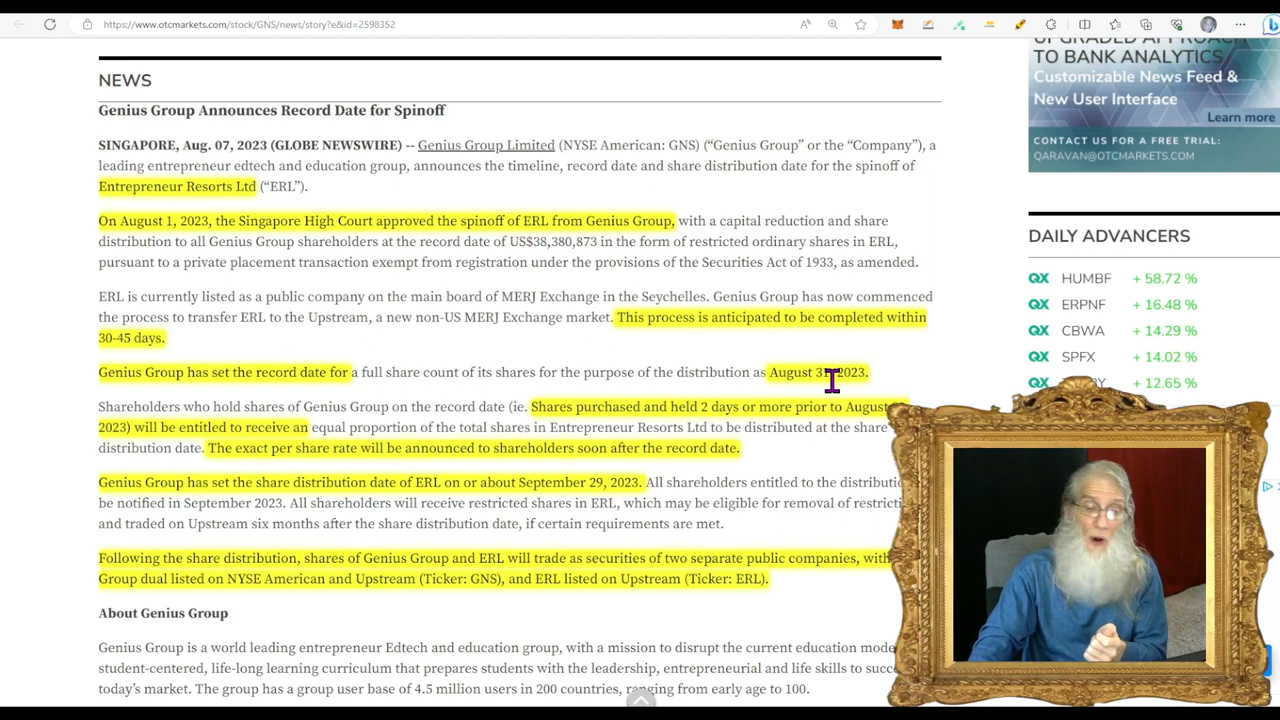 https://www.otcmarkets.com/stock/GNS/news/story?e&id=2598352
NEWS
Genius Group Announces Record Date for Spinoff
SINGAPORE, Aug. 07, 2023 (GLOBE NEWSWIRE) -- Genius Group Limited (NYSE American: GNS) (“Genius Group” or the “Company”), a
leading entrepreneur edtech and education group, announces the timeline, record date and share distribution date for the spinoff of
Entrepreneur Resorts Ltd (“ERL”).
On August 1, 2023, the Singapore High Court approved the spinoff of ERL from Genius Group, with a capital reduction and share
distribution to all Genius Group shareholders at the record date of US$38,380,873 in the form of restricted ordinary shares in ERL,
pursuant to a private placement transaction exempt from registration under the provisions of the Securities Act of 1933, as amended.
ERL is currently listed as a public company on the main board of MERJ Exchange in the Seychelles. Genius Group has now commenced
the process to transfer ERL to the Upstream, a new non-US MERJ Exchange market. This process is anticipated to be completed within
30-45 days.
Genius Group has set the record date for a full share count of its shares for the purpose of the distribution as August 31, 2023.
Shareholders who hold shares of Genius Group on the record date (ie. Shares purchased and held 2 days or more prior to August
2023) will be entitled to receive an equal proportion of the total shares in Entrepreneur Resorts Ltd to be distributed at the share
distribution date. The exact per share rate will be announced to shareholders soon after the record date.
Genius Group has set the share distribution date of ERL on or about September 29, 2023. All shareholders entitled to the
be notified in September 2023. All shareholders will receive restricted shares in ERL, which may be eligible for removal of
and traded on Upstream six months after the share distribution date, if certain requirements are met.
Following the share distribution, shares of Genius Group and ERL will trade as securities of two separate public companies, with
Group dual listed on NYSE American and Upstream (Ticker: GNS), and ERL listed on Upstream (Ticker: ERL).
About Genius Group
Genius Group is a world leading entrepreneur Edtech and education group, with a mission to disrupt the current education
student-centered, life-long learning curriculum that prepares students with the leadership, entrepreneurial and life skills to
today’s market. The group has a group user base of 4.5 million users in 200 countries, ranging from early age to 100.
UPGRADED APPROACH
TO BANK ANALYTICS
Customizable News Feed &
New User Interface
Learn more
CONTACT US FOR A FREE TRIAL:
QARAVAN@OTCMARKETS.COM
DAILY ADVANCERS
QX HUMBF + 58.72 %
QX ERPNF + 16.48 %
QX CBWA + 14.29 %
QX SPFX + 14.02 %
QX + 12.65 %